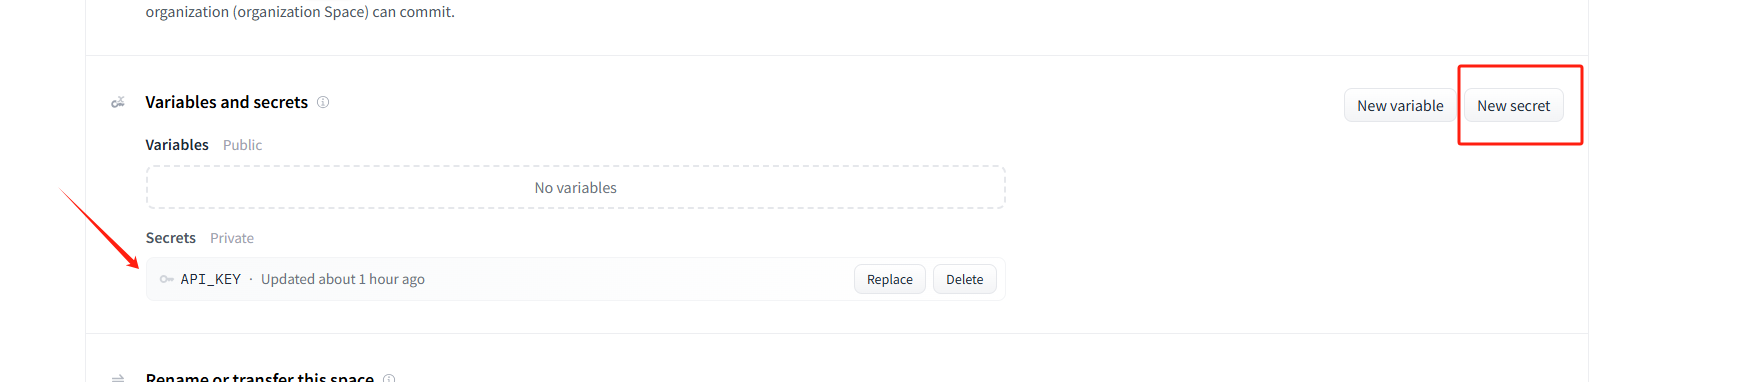 organization (organization Space) can commit.
Variables and secrets
New variable
New secret
Variables Public
No variables
Secrets Private
API_KEY · Updated about 1 hour ago
Replace
Delete
Rename or transfer this space